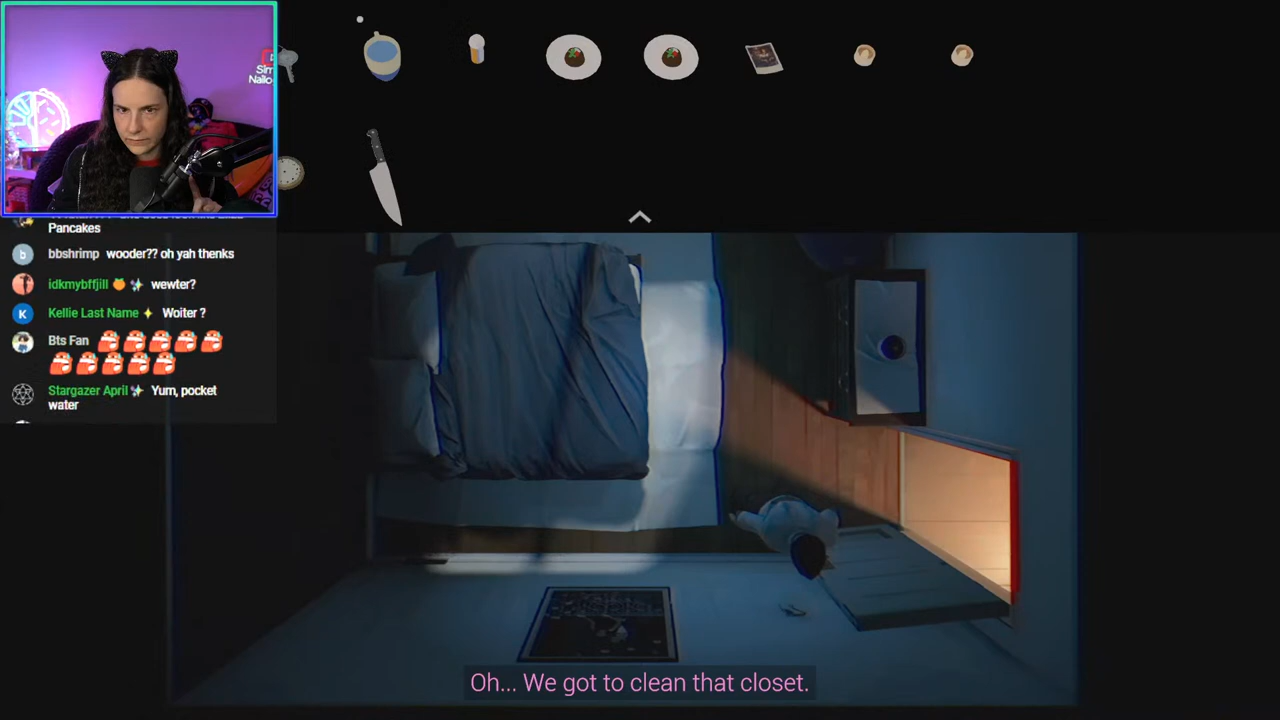 Pancakes
bbshrimp wooder?? oh yah thenks
idkmybffjill wewter?
K Kellie Last Name Woiter ?
Bts Fan
Stargazer April Yum, pocket
water
Oh... We got to clean that closet.